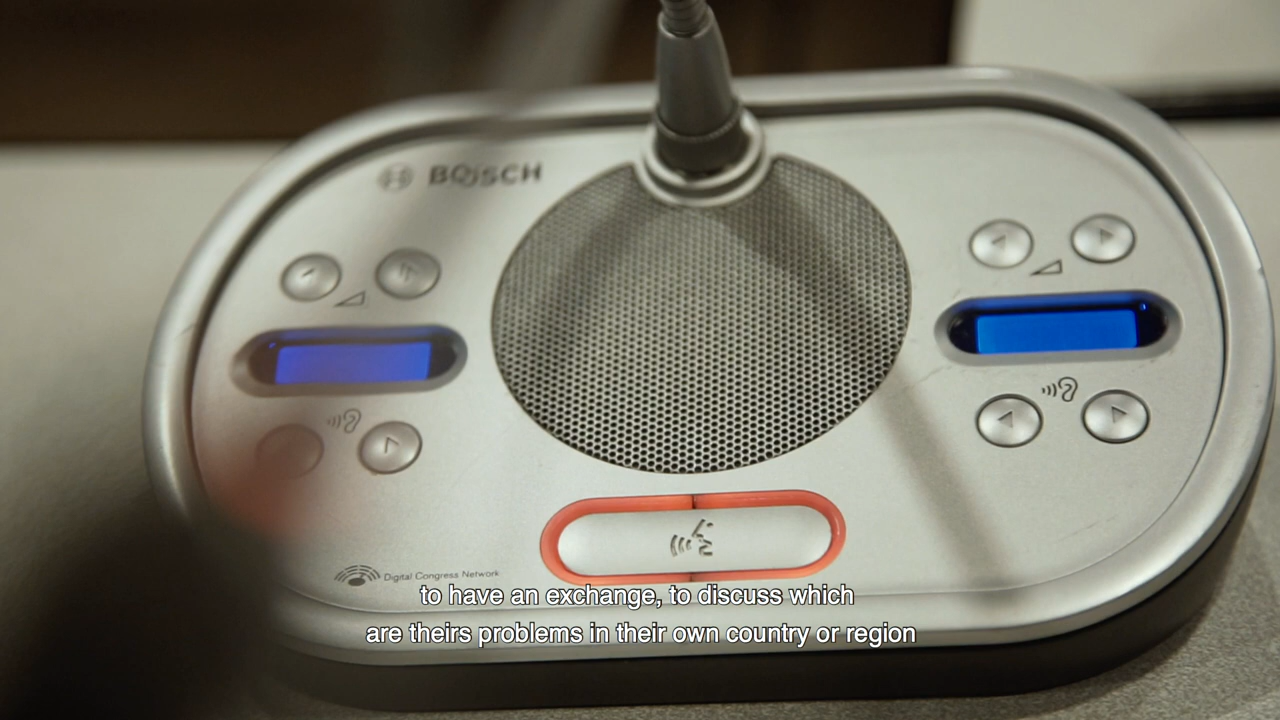 BOSCH
Digital Congress Network
to have an exchange, to discuss which
are theirs problems in their own country or region